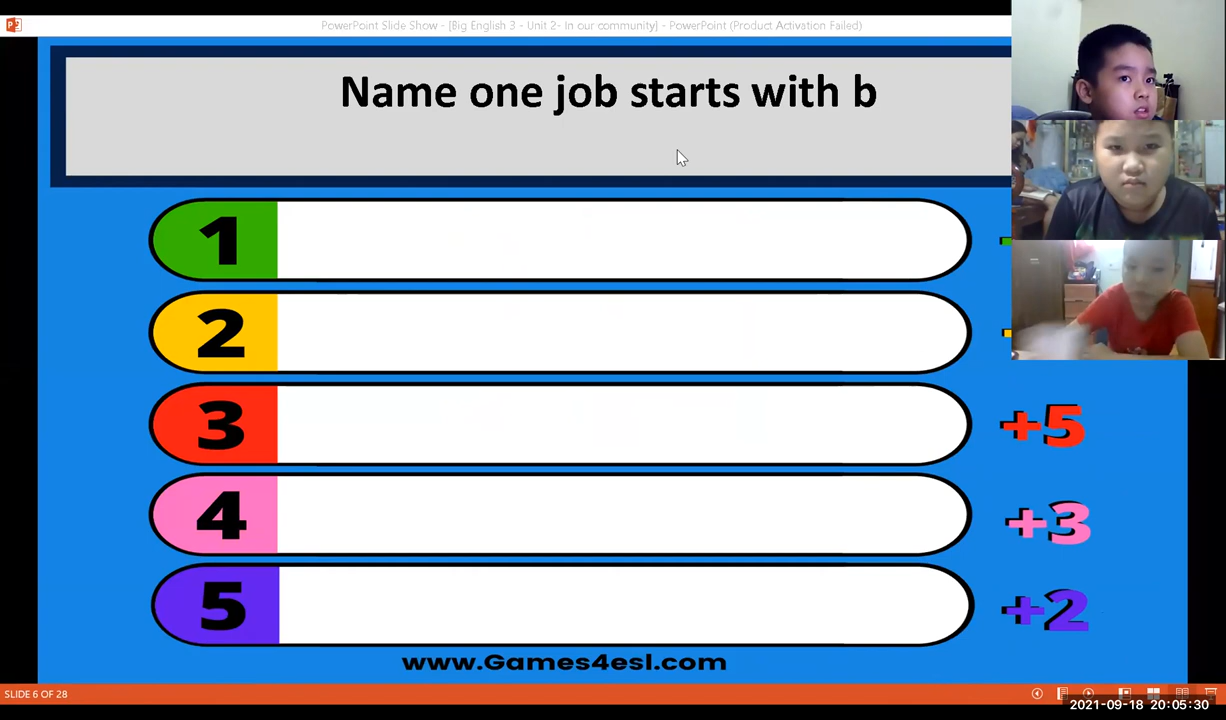 PowerPoint Slide Show - [Big English 3 - Unit 2- In our community] - PowerPoint (Product Activation Failed)
Name one job starts with b
1
2
3
+5
4
+3
5
+2
www.Games4esl.com
SLIDE 6 OF 28
2021-09-18 20:05:30